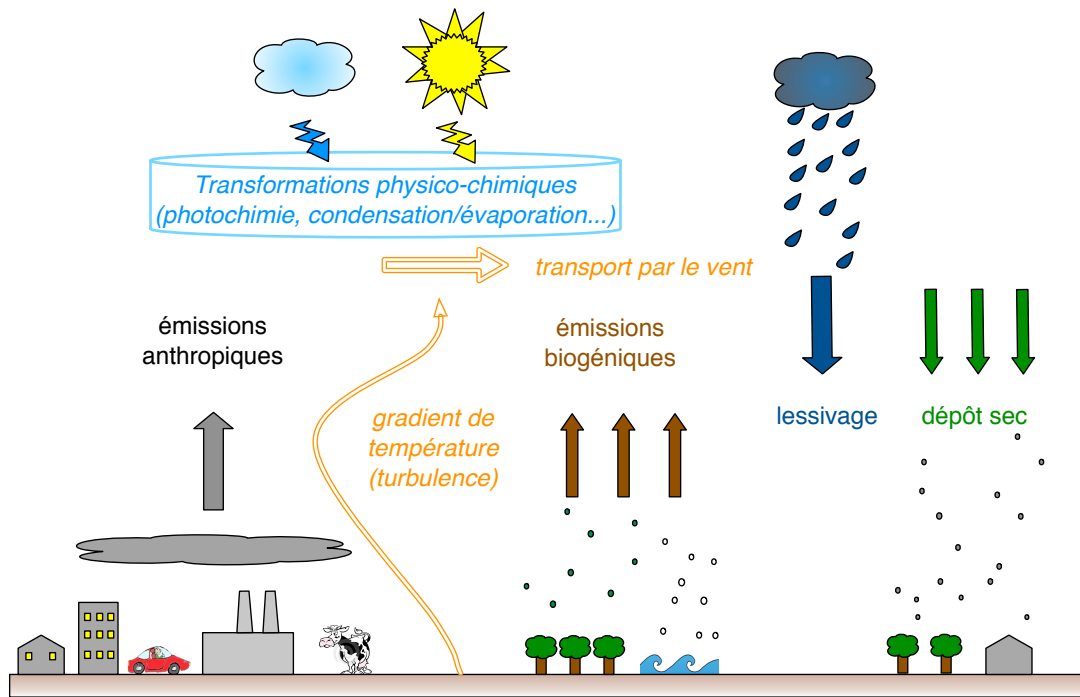 Transformations physico-chimiques
(photochimie, condensation/évaporation...)
transport par le vent
émissions
anthropiques
émissions
biogéniques
gradient de
température
(turbulence)
lessivage
dépôt sec